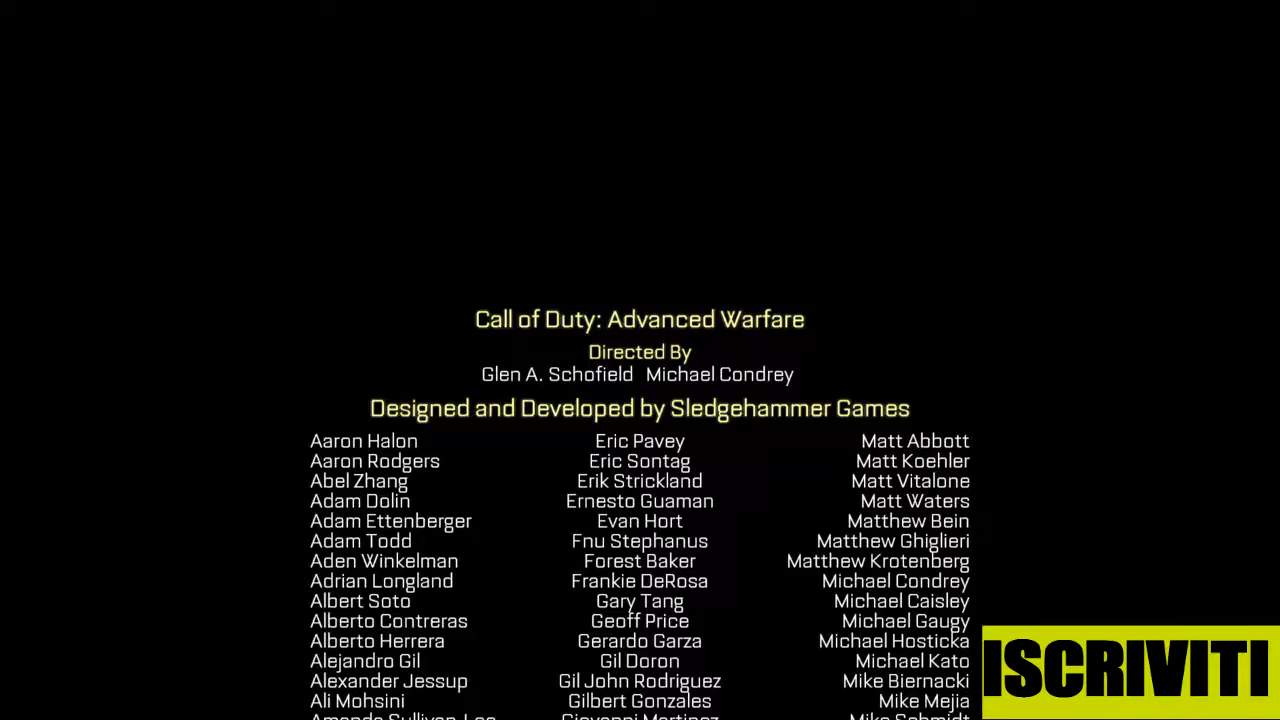 Call of Duty: Advanced Warfare
Directed By
Glen A. Schofield Michael Condrey
Designed and Developed by Sledgehammer Games
Aaron Halon Eric Pavey Matt Abbott
Aaron Rodgers Eric Sontag Matt Koehler
Abel Zhang Erik Strickland Matt Vitalone
Adam Dolin Ernesto Guaman Matt Waters
Adam Ettenberger Evan Hort Matthew Bein
Adam Todd Fnu Stephanus Matthew Ghiglieri
Aden Winkelman Forest Baker Matthew Krotenberg
Adrian Longland Frankie DeRosa Michael Condrey
Albert Soto Gary Tang Michael Caisley
Alberto Contreras Geoff Price Michael Gaugy
Alberto Herrera Gerardo Garza Michael Hosticka
Alejandro Gil Gil Doron Michael Kato
Alexander Jessup Gil John Rodriguez Mike Biernacki
Ali Mohsini Gilbert Gonzales Mike Mejia
Giovanni Martinez Mike Schmidt
ISCRIVITI